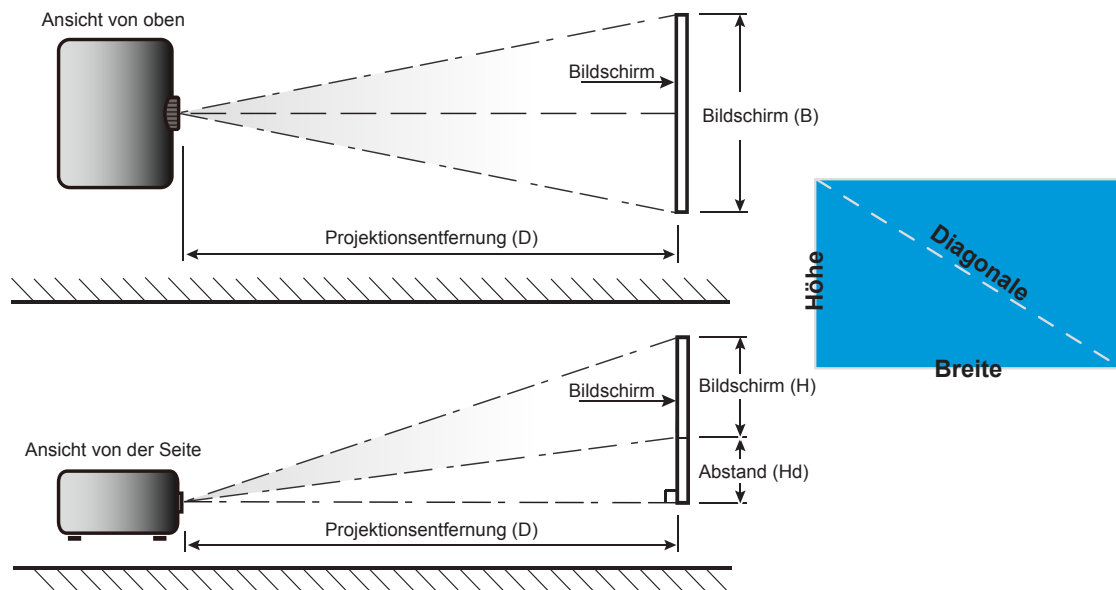 Ansicht von oben
Bildschirm
Bildschirm (B)
Projektionsentfernung (D)
Höhe
Diagonale
Breite
Ansicht von der Seite
Bildschirm
Bildschirm (H)
Abstand (Hd)
Projektionsentfernung (D)